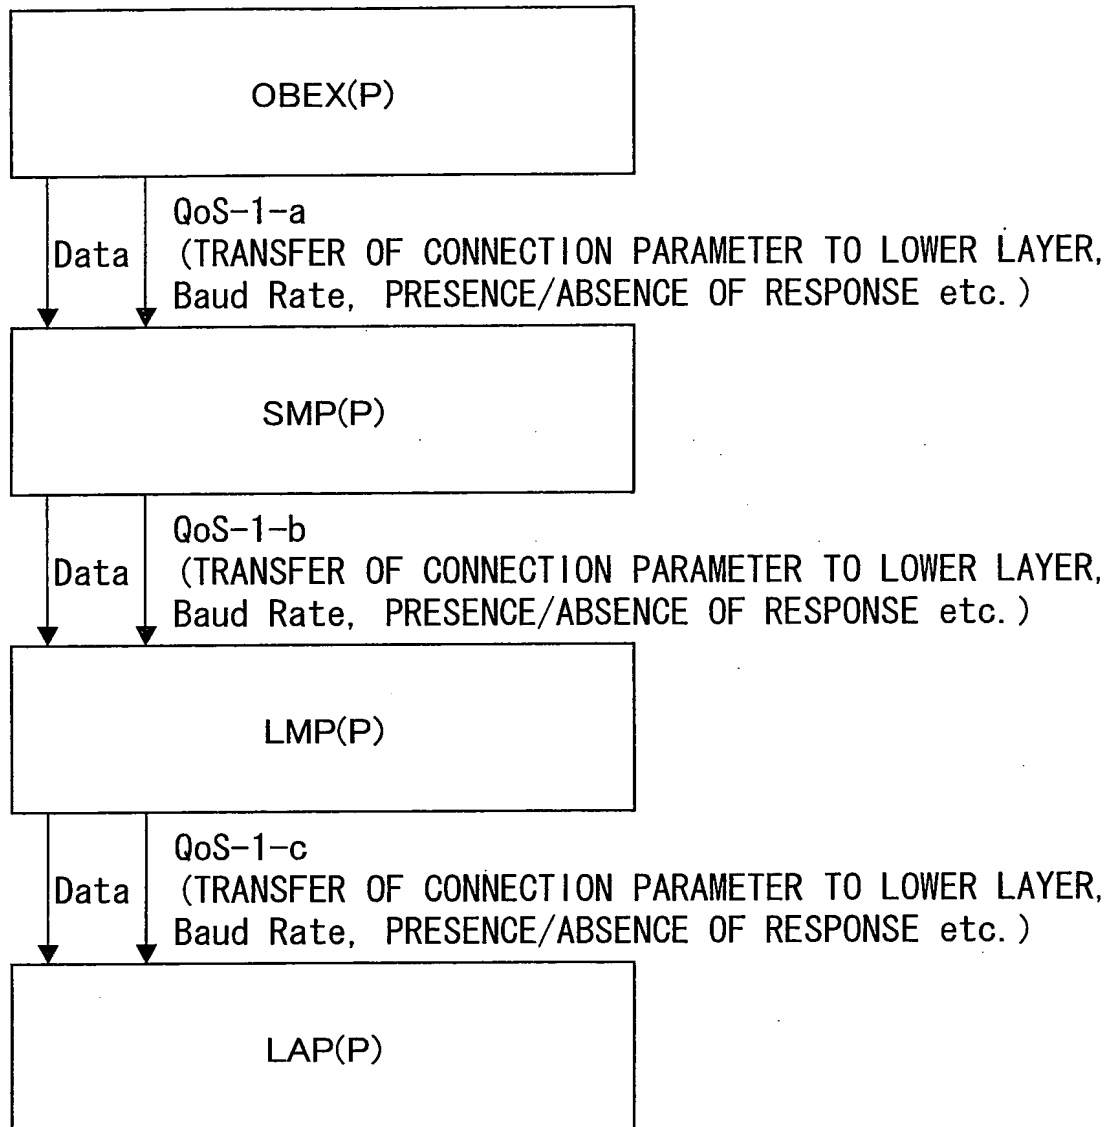 OBEX(P)
QoS-1-a
Data (TRANSFER OF CONNECTION PARAMETER TO LOWER LAYER,
Baud Rate, PRESENCE/ABSENCE OF RESPONSE etc.)
SMP(P)
QoS-1-b
Data (TRANSFER OF CONNECTION PARAMETER TO LOWER LAYER,
Baud Rate, PRESENCE/ABSENCE OF RESPONSE etc.)
LMP(P)
QoS-1-c
Data (TRANSFER OF CONNECTION PARAMETER TO LOWER LAYER,
Baud Rate, PRESENCE/ABSENCE OF RESPONSE etc.)
LAP(P)